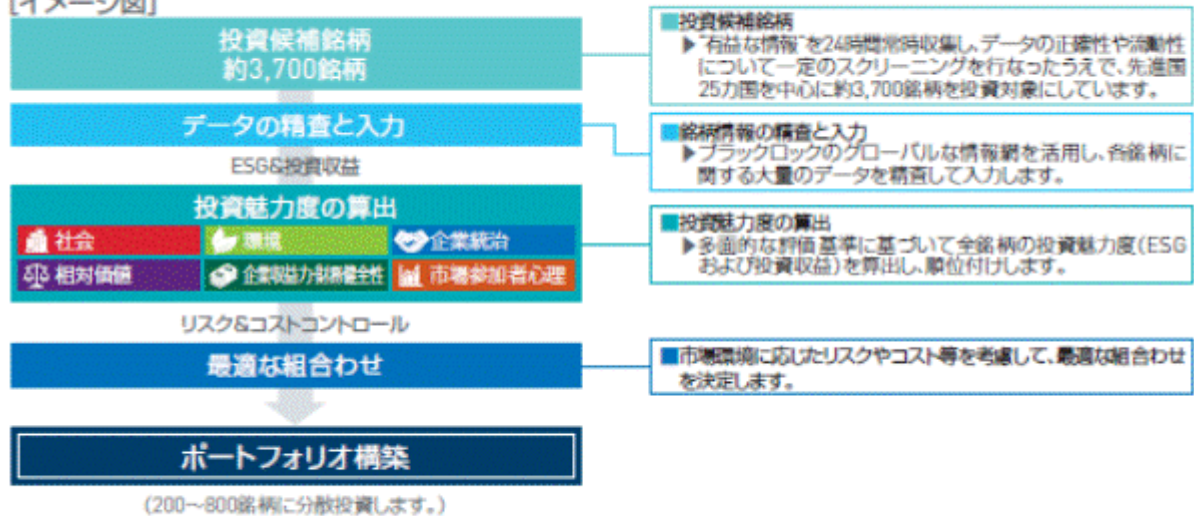 [イメージ図]
投資候補銘柄
約3,700銘柄
■投資候補銘柄
▶“有益な情報”を24時間常時収集し、データの正確性や流動性
について一定のスクリーニングを行なったうえで、先進国
25カ国を中心に約3,700銘柄を投資対象にしています。
データの精査と入力
■銘柄情報の精査と入力
▶ブラックロックのグローバルな情報網を活用し、各銘柄に
関する大量のデータを精査して入力します。
ESG&投資収益
投資魅力度の算出
社会
環境
企業統治
相対価値
企業収益力・財務健全性
市場参加者心理
■投資魅力度の算出
▶多面的な評価基準に基づいて全銘柄の投資魅力度(ESG
および投資収益)を算出し、順位付けします。
リスク&コストコントロール
最適な組合わせ
■市場環境に応じたリスクやコスト等を考慮して、最適な組合わせ
を決定します。
ポートフォリオ構築
(200～800銘柄に分散投資します。)